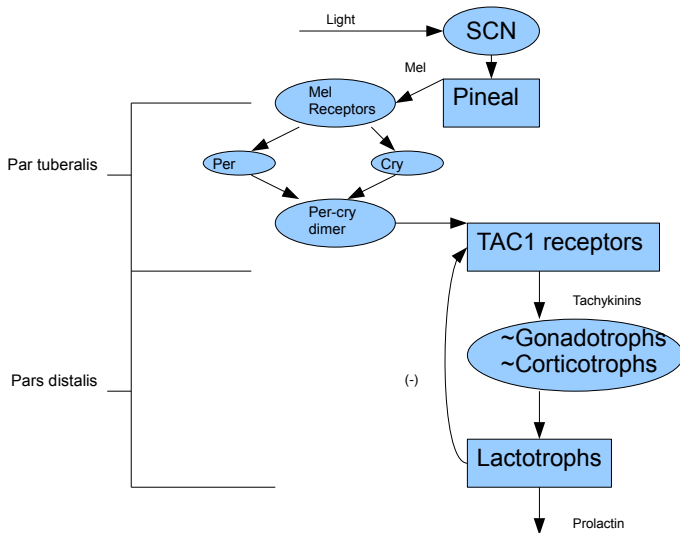 Light
SCN
Mel
Pineal
Mel
Receptors
Par tuberalis
Per
Cry
Per-cry
dimer
TAC1 receptors
Tachykinins
~Gonadotrophs
~Corticotrophs
Pars distalis
(-)
Lactotrophs
Prolactin